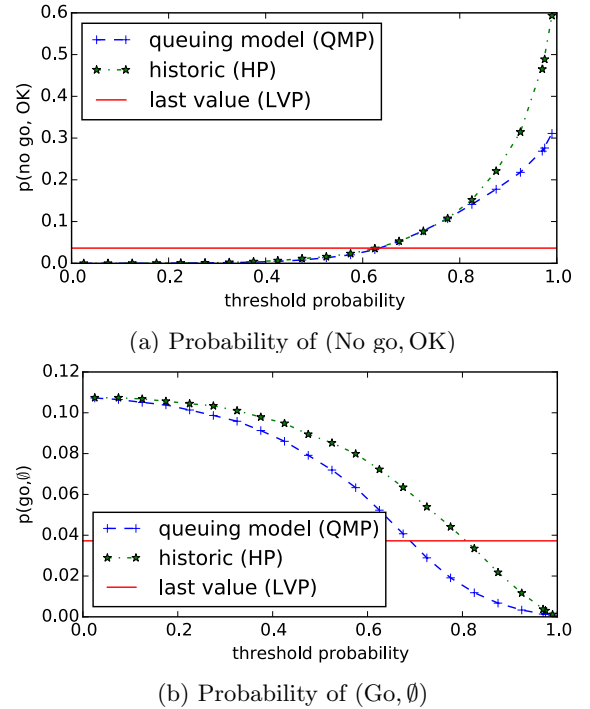 0.6
0.5
0.4
0.3
0.2
0.1
0.0
p(no go, OK)
queuing model (QMP)
historic (HP)
last value (LVP)
0.0 0.2 0.4 0.6 0.8 1.0
threshold probability
(a) Probability of (No go, OK)
0.12
0.10
0.08
0.06
0.04
0.02
0.00
p(go,∅)
queuing model (QMP)
historic (HP)
last value (LVP)
0.0 0.2 0.4 0.6 0.8 1.0
threshold probability
(b) Probability of (Go, ∅)